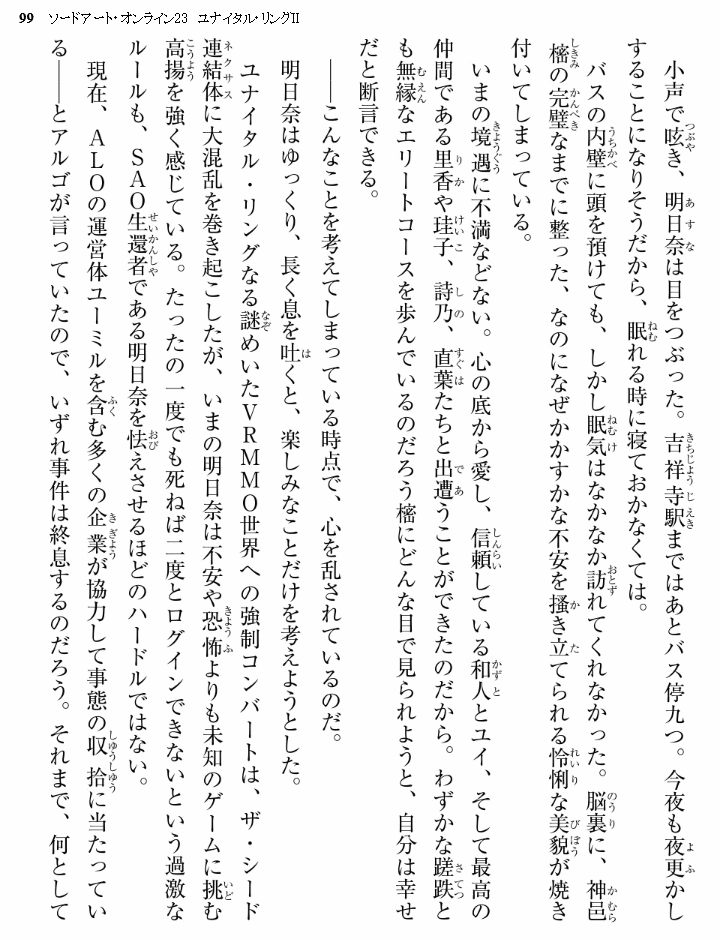 99 ソードアート・オンライン23 ユナイタル・リングⅡ
小声で呟き、明日奈は目をつぶった。吉祥寺駅まではあとバス停九つ。今夜も夜更かし
することになりそうだから、眠れる時に寝ておかなくては。
バスの内壁に頭を預けても、しかし眠気はなかなか訪れてくれなかった。脳裏に、神邑
樒の完璧なまでに整った、なのになぜかかすかな不安を掻き立てられる怜悧な美貌が焼き
付いてしまっている。
いまの境遇に不満などない。心の底から愛し、信頼している和人とユイ、そして最高の
仲間である里香や珪子、詩乃、直葉たちと出遭うことができたのだから。わずかな蹉跌と
も無縁なエリートコースを歩んでいるのだろう樒にどんな目で見られようと、自分は幸せ
だと断言できる。
――こんなことを考えてしまっている時点で、心を乱されているのだ。
明日奈はゆっくり、長く息を吐くと、楽しみなことだけを考えようとした。
ユナイタル・リングなる謎めいたVRMMO世界への強制コンバートは、ザ・シード
連結体に大混乱を巻き起こしたが、いまの明日奈は不安や恐怖よりも未知のゲームに挑む
高揚を強く感じている。たったの一度でも死ねば二度とログインできないという過激な
ルールも、SAO生還者である明日奈を怯えさせるほどのハードルではない。
現在、ALOの運営体ユーミルを含む多くの企業が協力して事態の収拾に当たってい
る――とアルゴが言っていたので、いずれ事件は終息するのだろう。それまで、何として